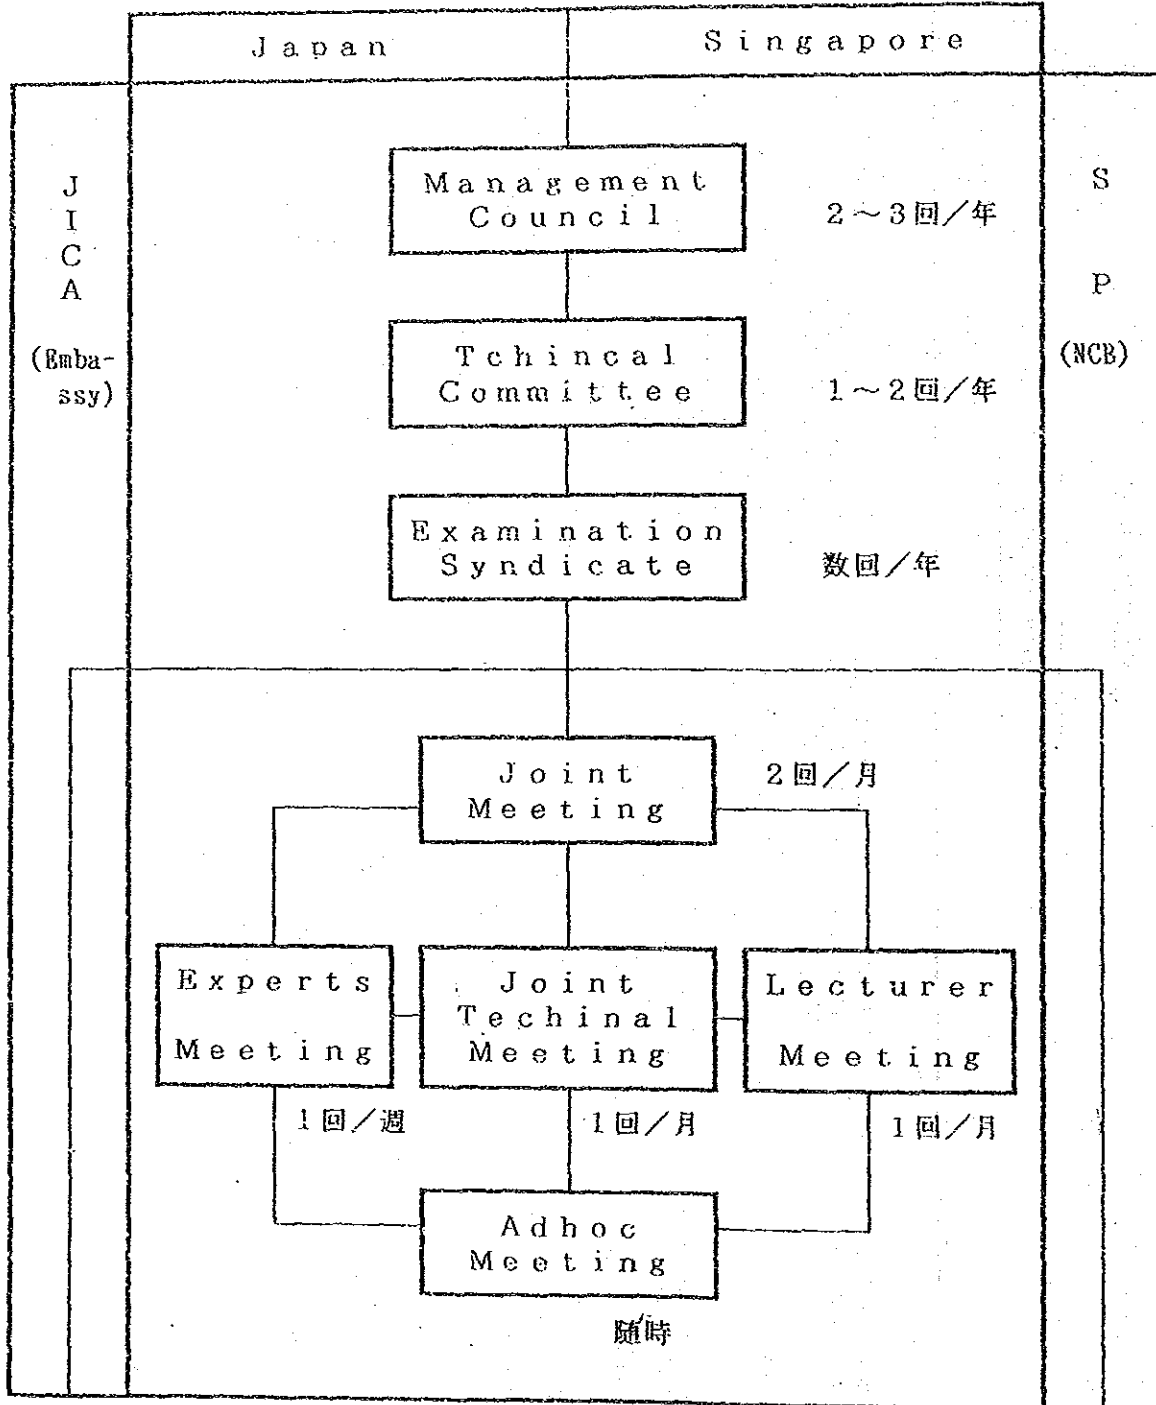 Japan
Singapore
JICA
(Emba-
ssy)
S P
(NCB)
Management
Council
2~3回/年
Tchincal
Committee
1~2回/年
Examination
Syndicate
数回/年
Joint
Meeting
2回/月
Experts
Meeting
1回/週
Joint
Techinal
Meeting
1回/月
Lecturer
Meeting
1回/月
Adhoc
Meeting
随時